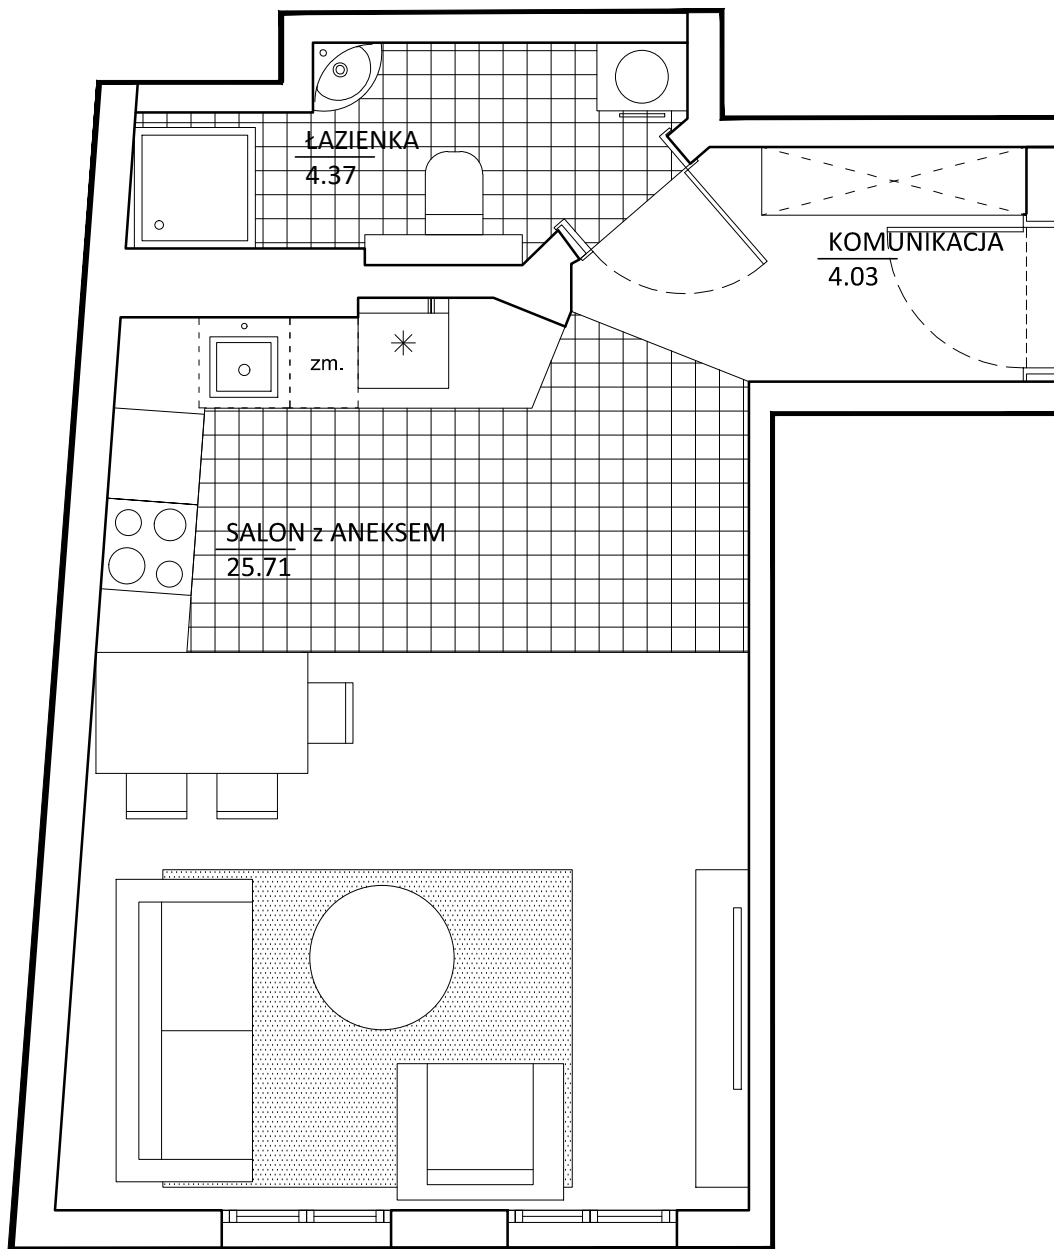 ŁAZIENKA
4.37
KOMUNIKACJA
4.03
zm.
SALON z ANEKSEM
25.71